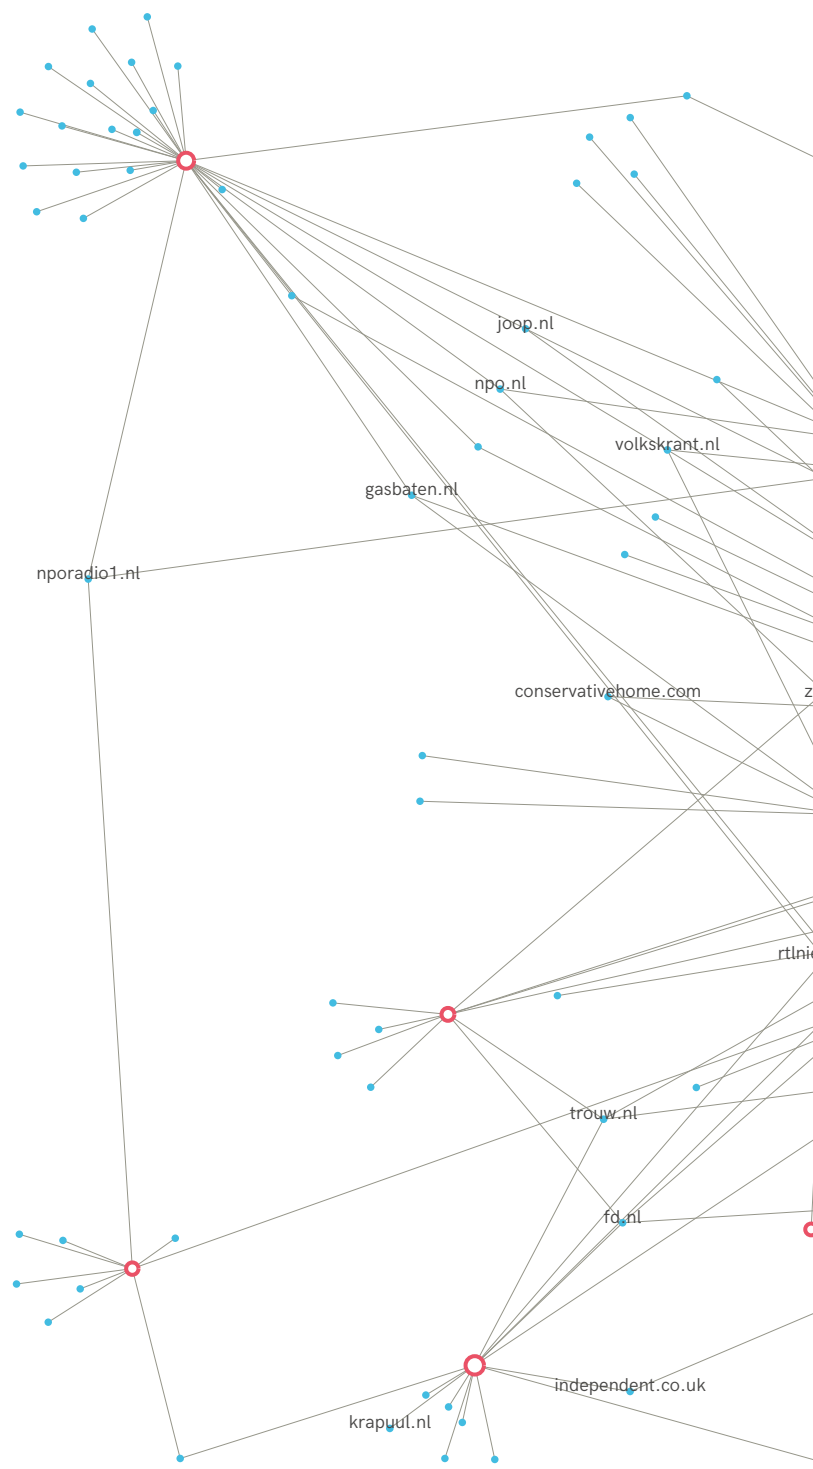 joop.nl
npo.nl
volkskrant.nl
gasbaten.nl
nporadio1.nl
conservativehome.com
z
rtlnie
trouw.nl
fd.nl
independent.co.uk
krapuul.nl